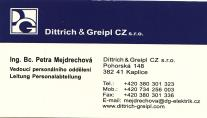 Dittrich & Greipl CZ s.r.o.
Ing. Bc. Petra Mejdrechová
Vedoucí personálního oddělení
Leitung Personalabteilung
Dittrich & Greipl CZ s.r.o.
Pohorská 148
382 41 Kaplice
Tel.: +420 380 301 323
Mob.: +420 734 256 003
Fax: +420 380 301 336
E-mail: mejdrechova@dg-elektrik.cz
www.dittrich-greipl.com